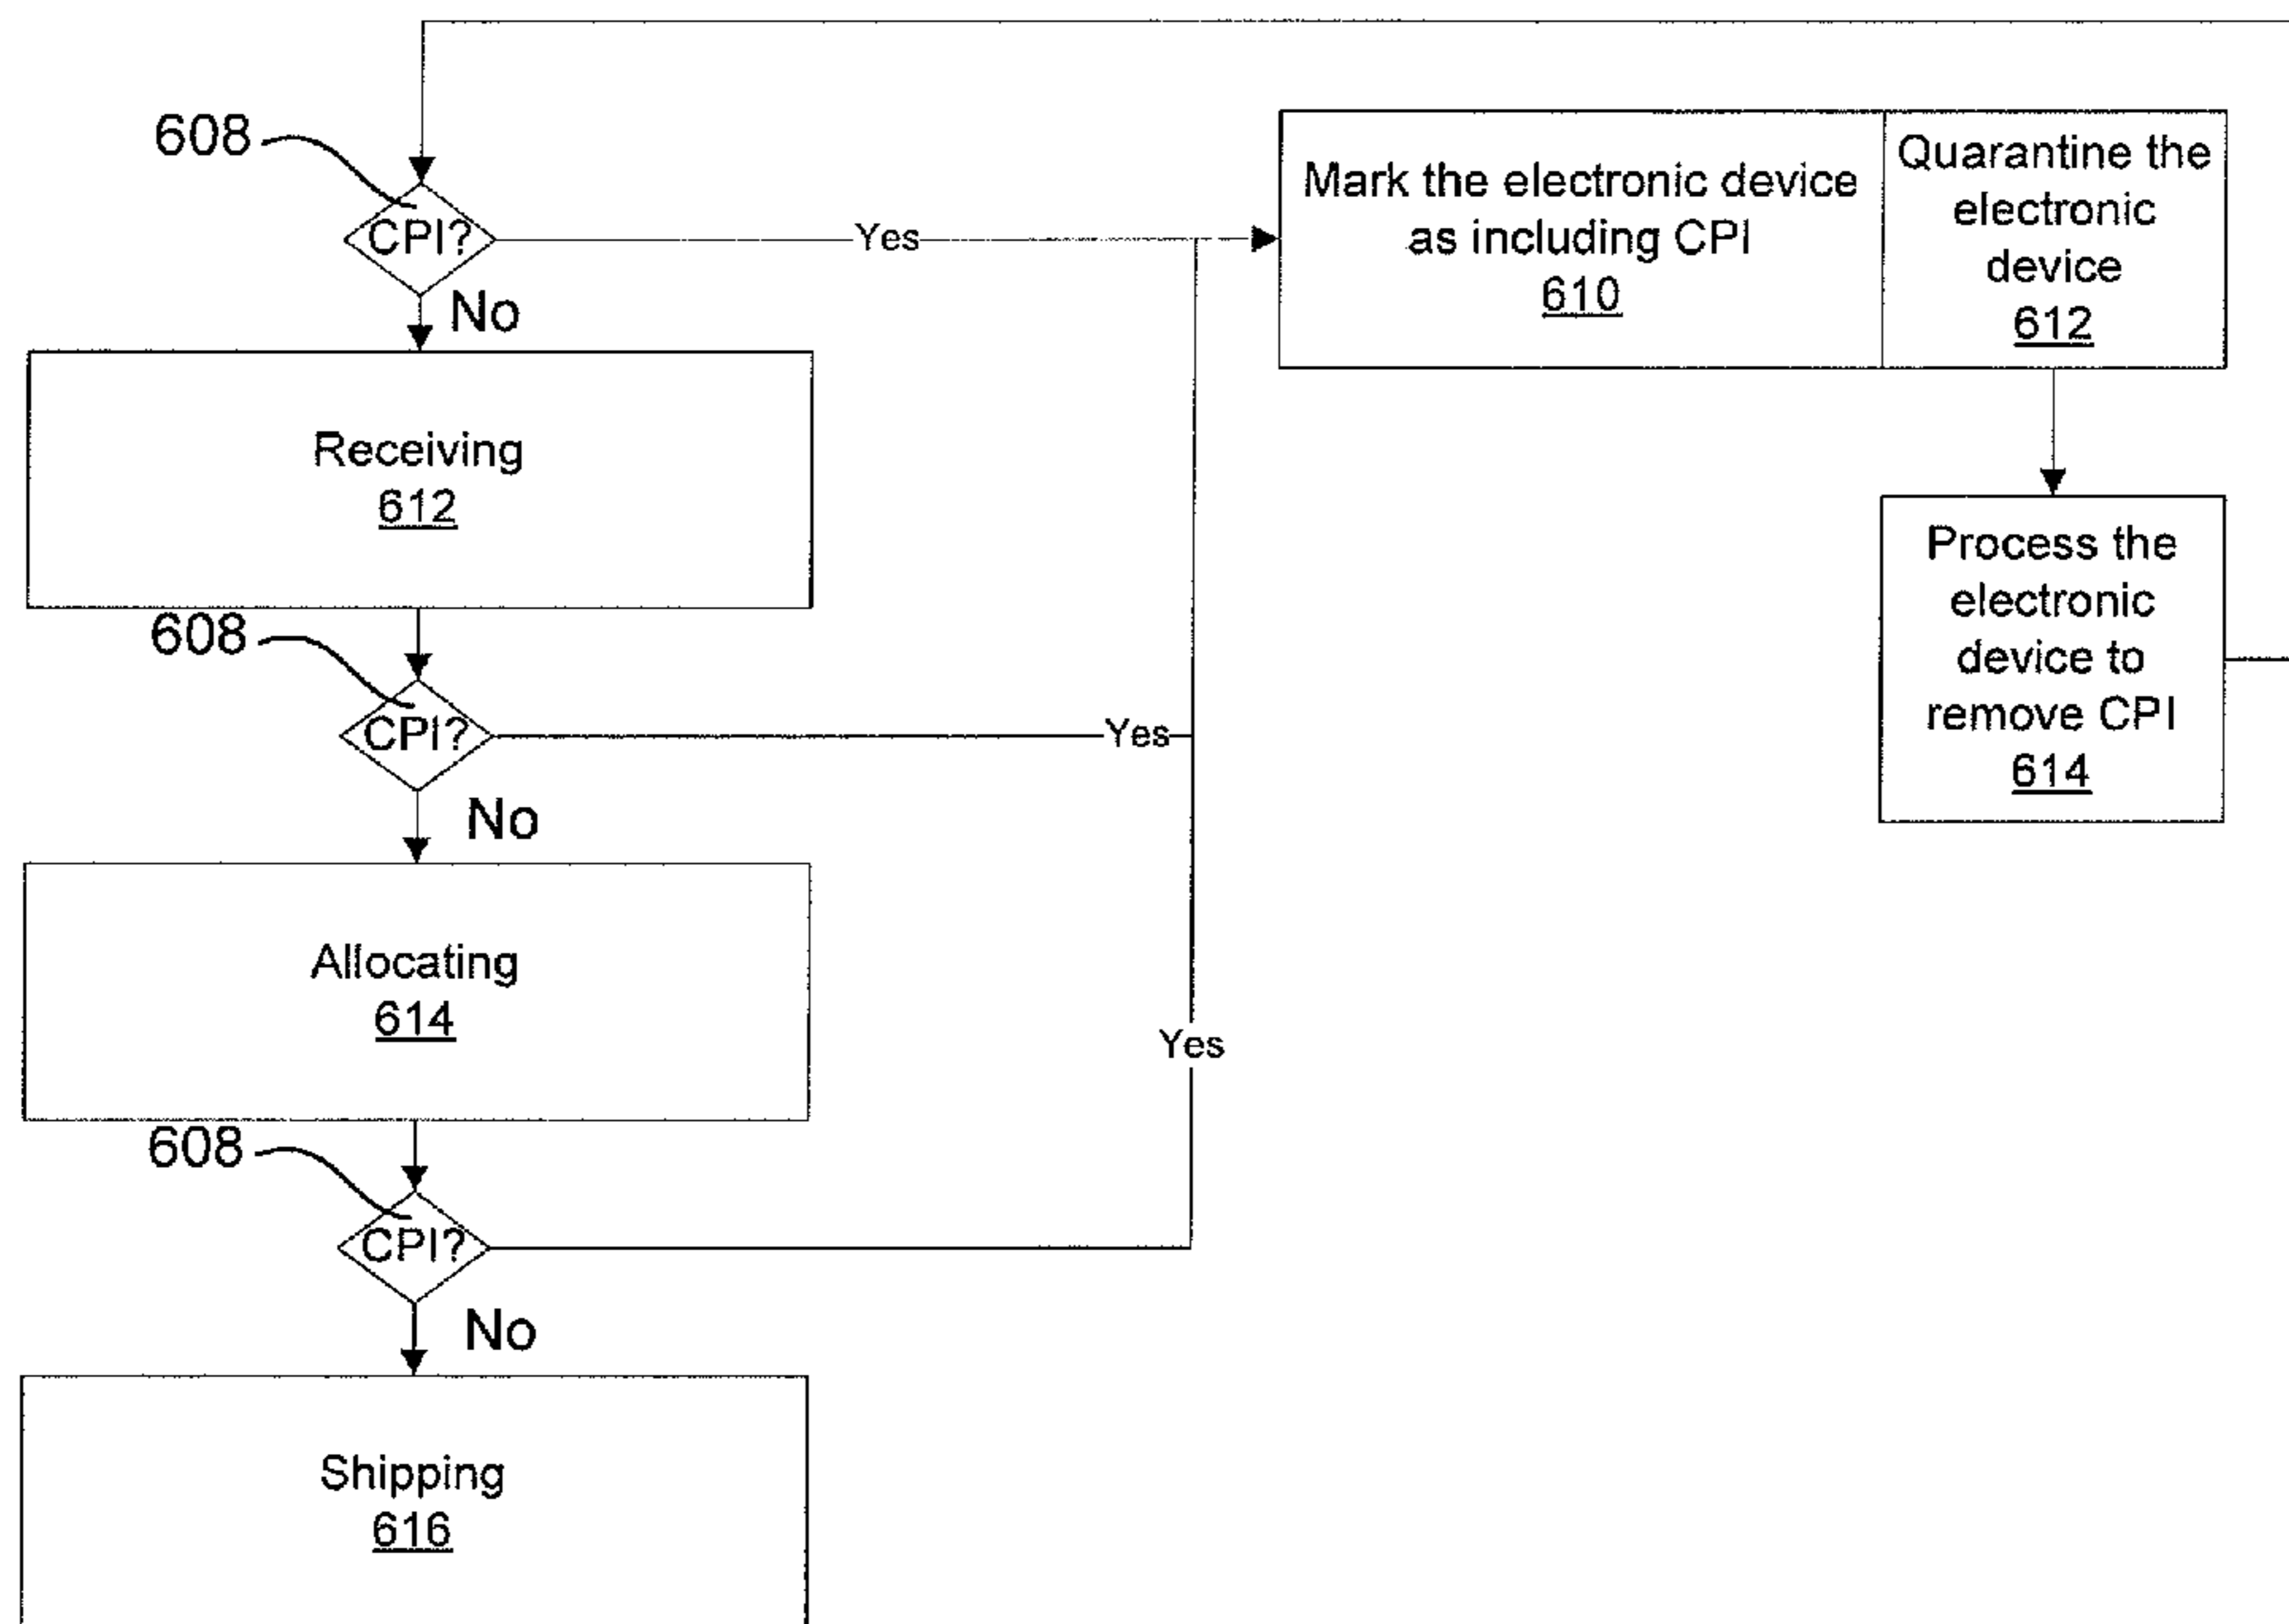 608
CPI?
Yes
No
Mark the electronic device
as including CPI
610
Quarantine the
electronic
device
612
Receiving
612
Process the
electronic
device to
remove CPI
614
608
CPI?
Yes
No
Allocating
614
Yes
608
CPI?
No
Shipping
616